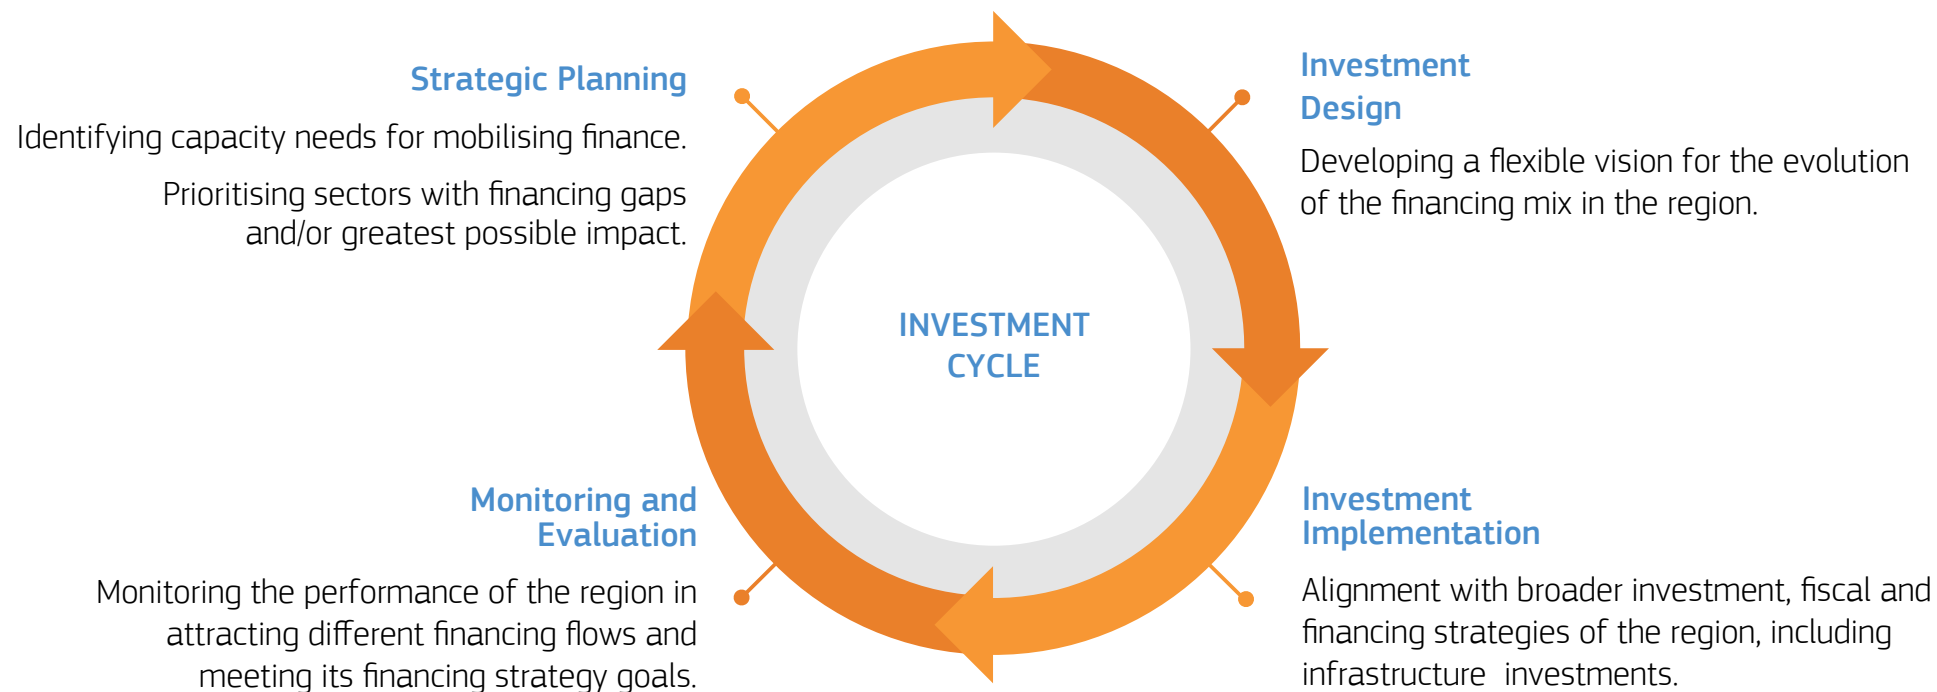 Strategic Planning
Identifying capacity needs for mobilising finance.
Prioritising sectors with financing gaps
and/or greatest possible impact.
Investment
Design
Developing a flexible vision for the evolution
of the financing mix in the region.
INVESTMENT
CYCLE
Monitoring and
Evaluation
Monitoring the performance of the region in
attracting different financing flows and
meeting its financing strategy goals.
Investment
Implementation
Alignment with broader investment, fiscal and
financing strategies of the region, including
infrastructure  investments.